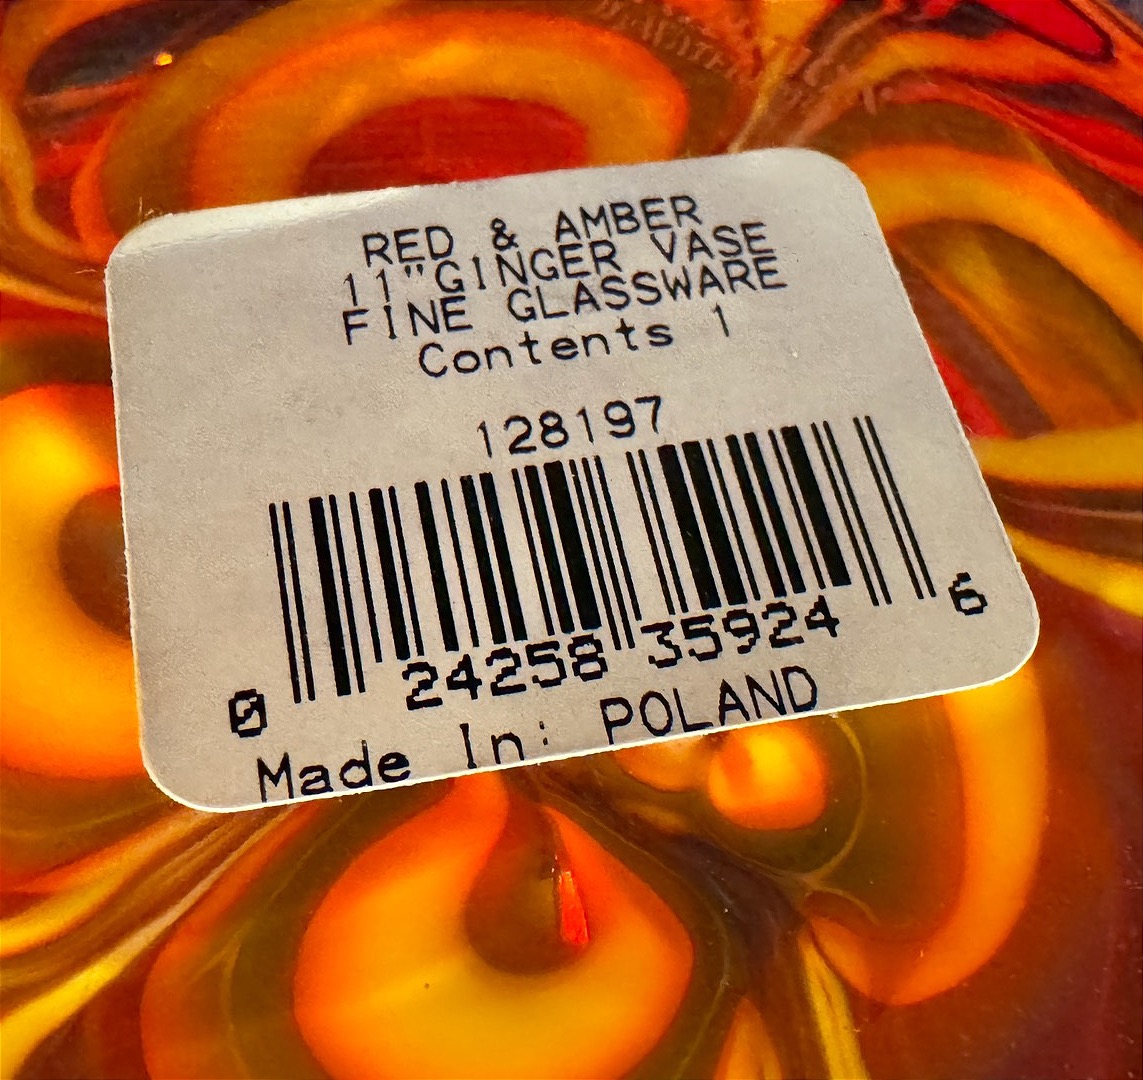 RED & AMBER
11"GINGER VASE
FINE GLASSWARE
Contents 1
128197
0 24258 35924 6
Made In: POLAND